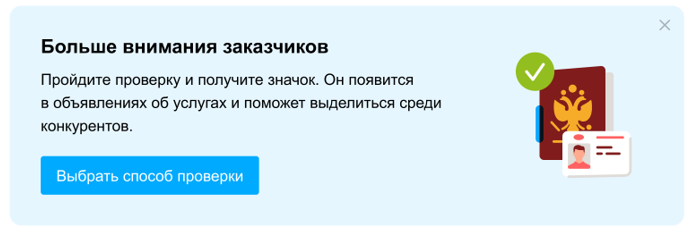 Больше внимания заказчиков
Пройдите проверку и получите значок. Он появится
в объявлениях об услугах и поможет выделиться среди
конкурентов.
Выбрать способ проверки